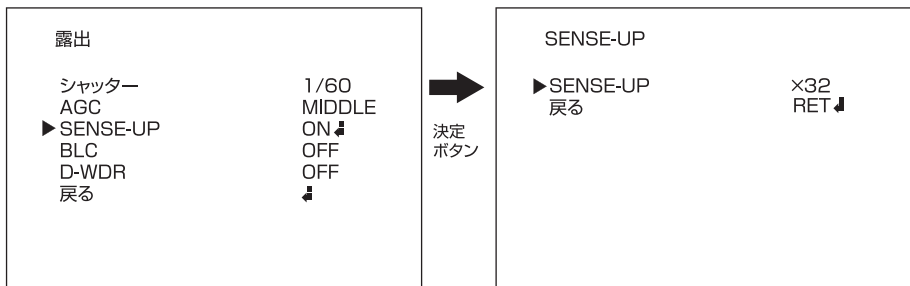 露出
シャッター 1/60
AGC MIDDLE
▶SENSE-UP ON↲
BLC OFF
D-WDR OFF
戻る ↲
決定
ボタン
SENSE-UP
▶SENSE-UP ×32
戻る RET↲